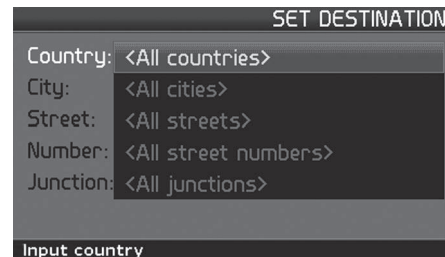 SET DESTINATION
Country: <All countries>
City: <All cities>
Street: <All streets>
Number: <All street numbers>
Junction: <All junctions>
Input country